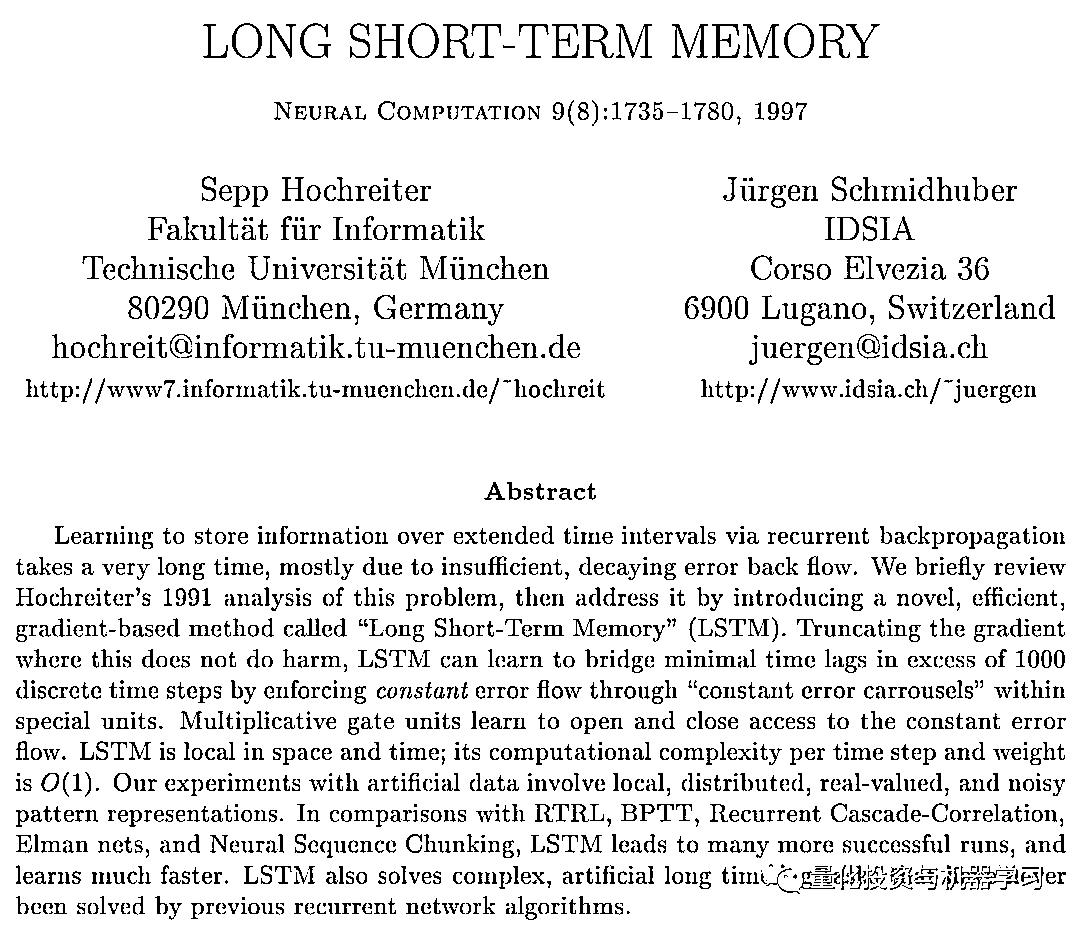 LONG SHORT-TERM MEMORY
NEURAL COMPUTATION 9(8):1735–1780, 1997
Sepp Hochreiter
Fakultät für Informatik
Technische Universität München
80290 München, Germany
hochreit@informatik.tu-muenchen.de
http://www7.informatik.tu-muenchen.de/~hochreit
Jürgen Schmidhuber
IDSIA
Corso Elvezia 36
6900 Lugano, Switzerland
juergen@idsia.ch
http://www.idsia.ch/~juergen
Abstract
Learning to store information over extended time intervals via recurrent backpropagation
takes a very long time, mostly due to insufficient, decaying error back flow. We briefly review
Hochreiter's 1991 analysis of this problem, then address it by introducing a novel, efficient,
gradient-based method called “Long Short-Term Memory” (LSTM). Truncating the gradient
where this does not do harm, LSTM can learn to bridge minimal time lags in excess of 1000
discrete time steps by enforcing constant error flow through “constant error carrousels” within
special units. Multiplicative gate units learn to open and close access to the constant error
flow. LSTM is local in space and time; its computational complexity per time step and weight
is O(1). Our experiments with artificial data involve local, distributed, real-valued, and noisy
pattern representations. In comparisons with RTRL, BPTT, Recurrent Cascade-Correlation,
Elman nets, and Neural Sequence Chunking, LSTM leads to many more successful runs, and
learns much faster. LSTM also solves complex, artificial long time
量化投资与机器学习
been solved by previous recurrent network algorithms.